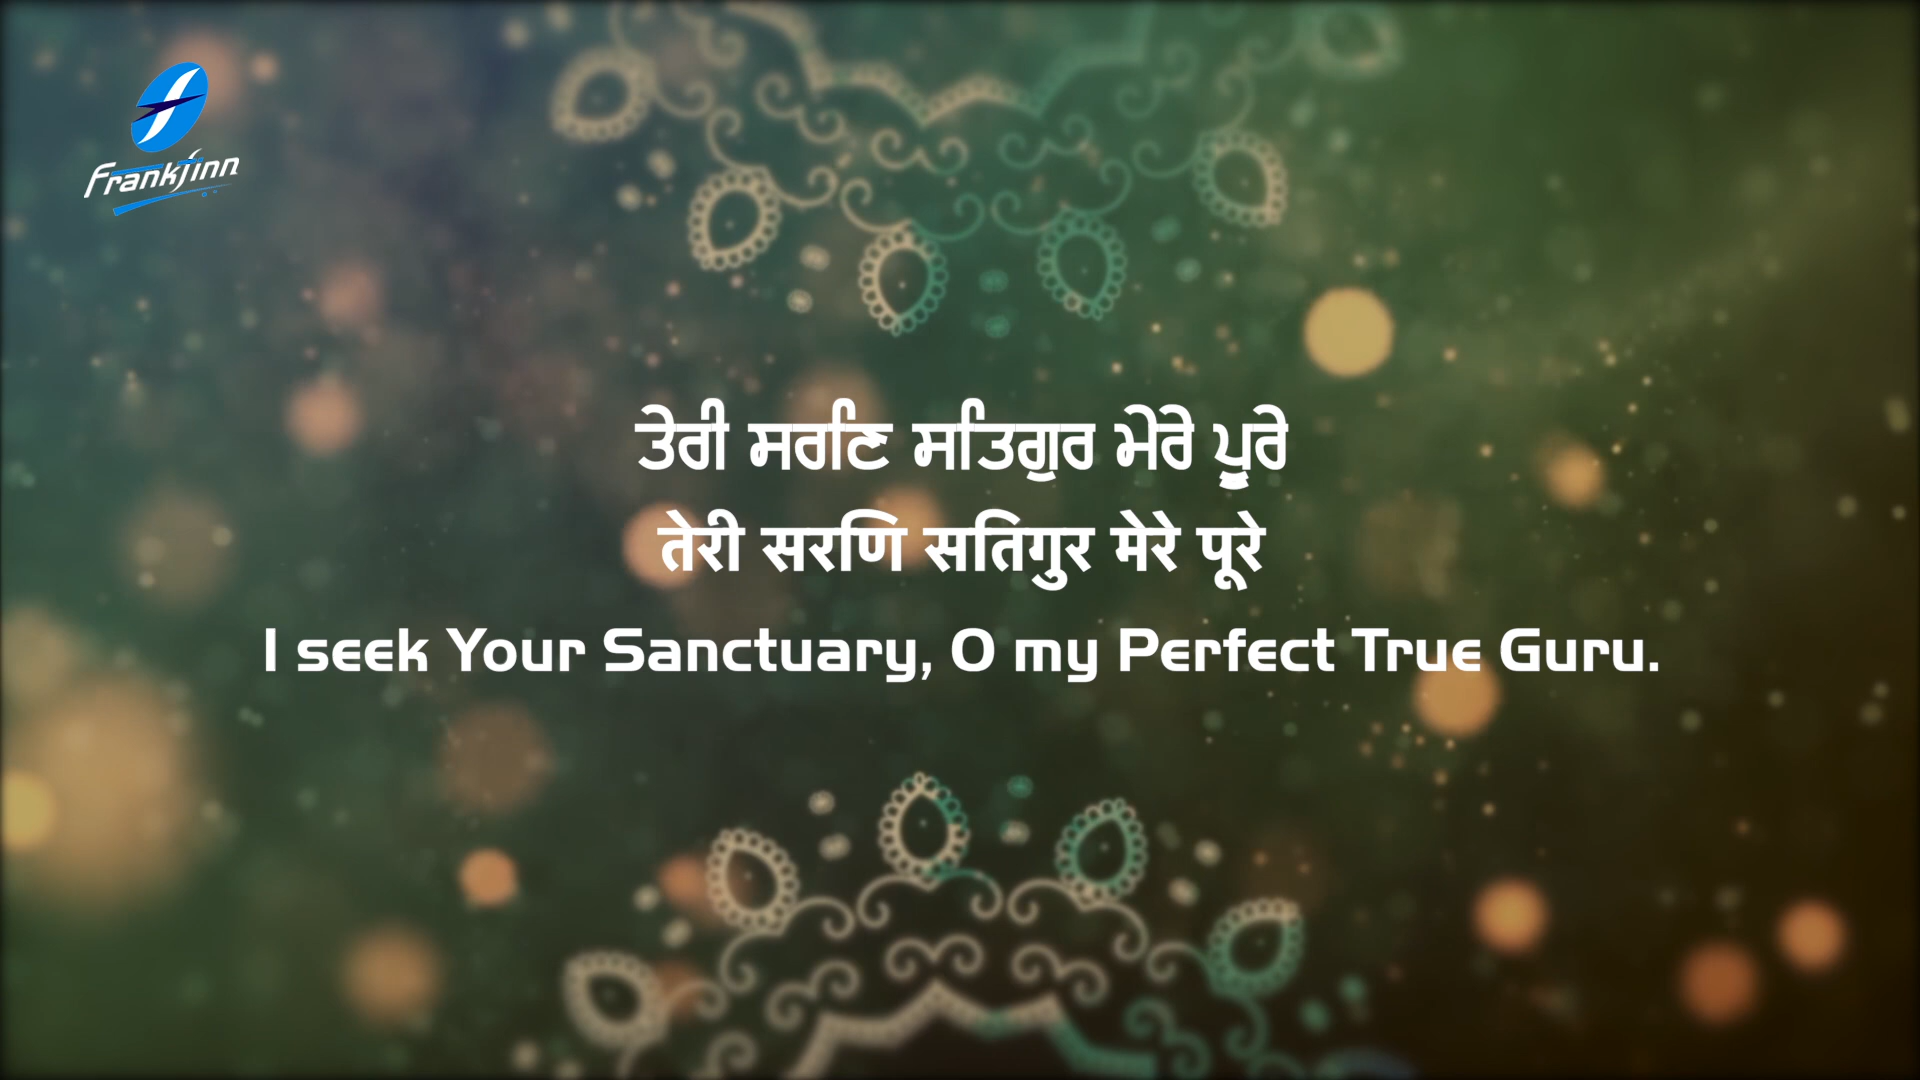 Frankfinn
ਤੇਰੀ ਸਰਣਿ ਸਤਿਗੁਰ ਮੇਰੇ ਪੂਰੇ
तेरी सरणि सतिगुर मेरे पूरे
I seek Your Sanctuary, O my Perfect True Guru.